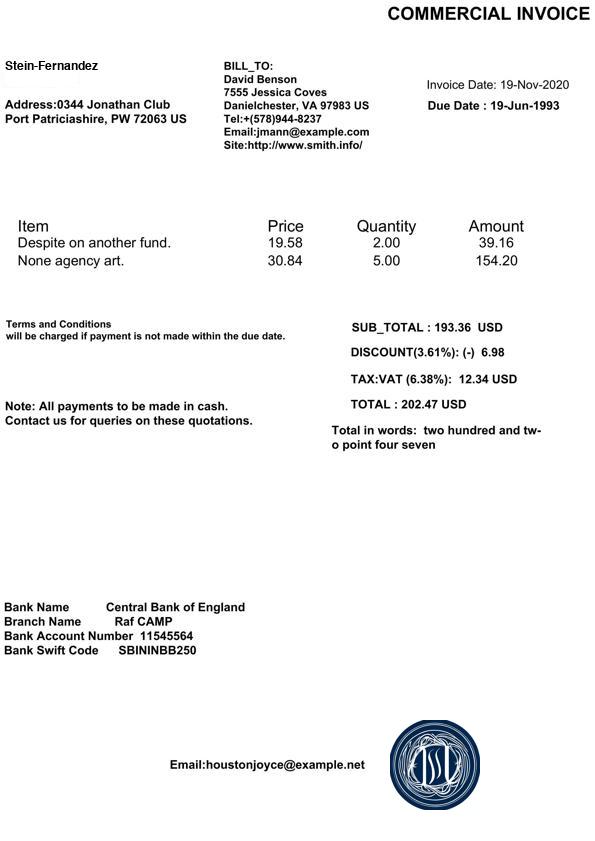 COMMERCIAL INVOICE
Stein-Fernandez
Address:0344 Jonathan Club
Port Patriciashire, PW 72063 US
BILL_TO:
David Benson
7555 Jessica Coves
Danielchester, VA 97983 US
Tel:+(578)944-8237
Email:jmann@example.com
Site:http://www.smith.info/
Invoice Date: 19-Nov-2020
Due Date : 19-Jun-1993
Item Price Quantity Amount
Despite on another fund. 19.58 2.00 39.16
None agency art. 30.84 5.00 154.20
Terms and Conditions
will be charged if payment is not made within the due date.
Note: All payments to be made in cash.
Contact us for queries on these quotations.
SUB_TOTAL : 193.36 USD
DISCOUNT(3.61%): (-) 6.98
TAX:VAT (6.38%): 12.34 USD
TOTAL : 202.47 USD
Total in words: two hundred and tw-
o point four seven
Bank Name Central Bank of England
Branch Name Raf CAMP
Bank Account Number 11545564
Bank Swift Code SBININBB250
Email:houstonjoyce@example.net